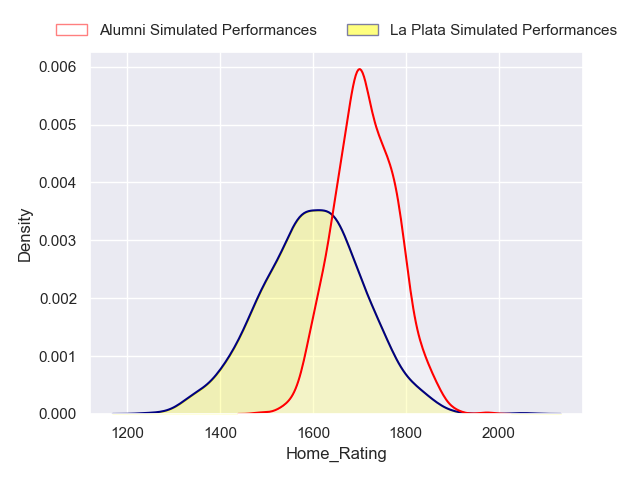 Alumni Simulated Performances La Plata Simulated Performances
0.006
0.005
0.004
0.003
0.002
0.001
0.000
Density
1200 1400 1600 1800 2000
Home_Rating